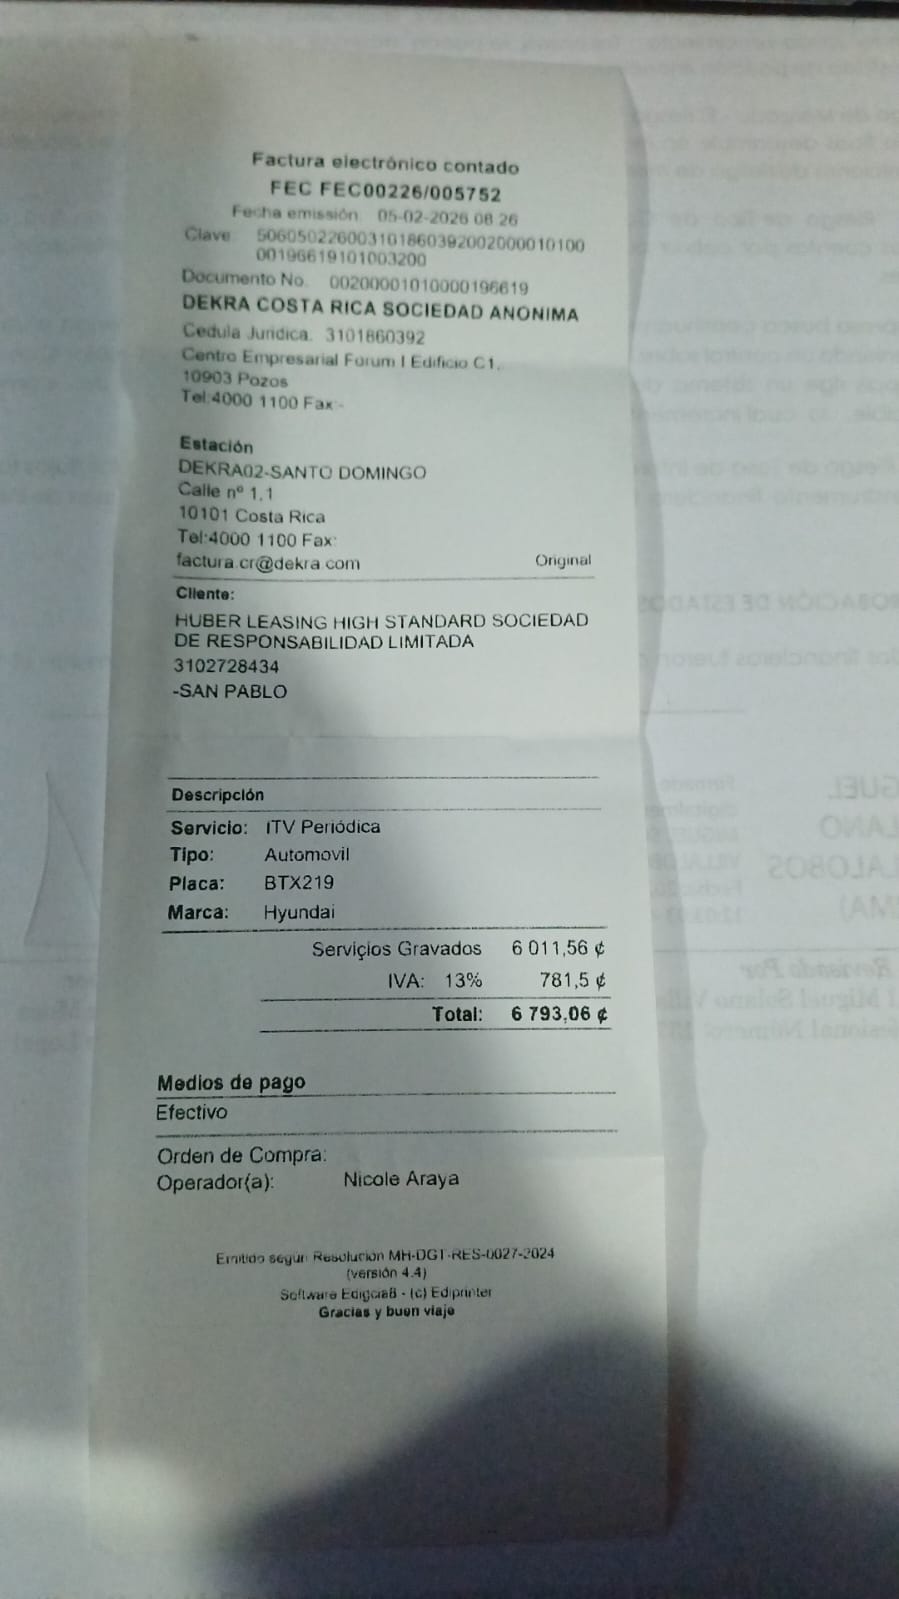 Factura electrónico contado
FEC FEC00226/005752
Fecha emisión: 05-02-2026 08:26
Clave: 506050226003101860392002000010100
00196619101003200
Documento No. 00200001010000196619
DEKRA COSTA RICA SOCIEDAD ANONIMA
Cedula Juridica: 3101860392
Centro Empresarial Forum I Edificio C1,
10903 Pozos
Tel:4000 1100 Fax:-
Estación
DEKRA02-SANTO DOMINGO
Calle nº 1,1
10101 Costa Rica
Tel:4000 1100 Fax:
factura.cr@dekra.com Original
Cliente:
HUBER LEASING HIGH STANDARD SOCIEDAD
DE RESPONSABILIDAD LIMITADA
3102728434
-SAN PABLO
Descripción
Servicio: ITV Periódica
Tipo: Automovil
Placa: BTX219
Marca: Hyundai
Servicios Gravados 6 011,56 ¢
IVA: 13% 781,5 ¢
Total: 6 793,06 ¢
Medios de pago
Efectivo
Orden de Compra:
Operador(a): Nicole Araya
Emitido según Resolución MH-DGT-RES-0027-2024
(versión 4.4)
Software - (c) Ediprinter
Gracias y buen viaje